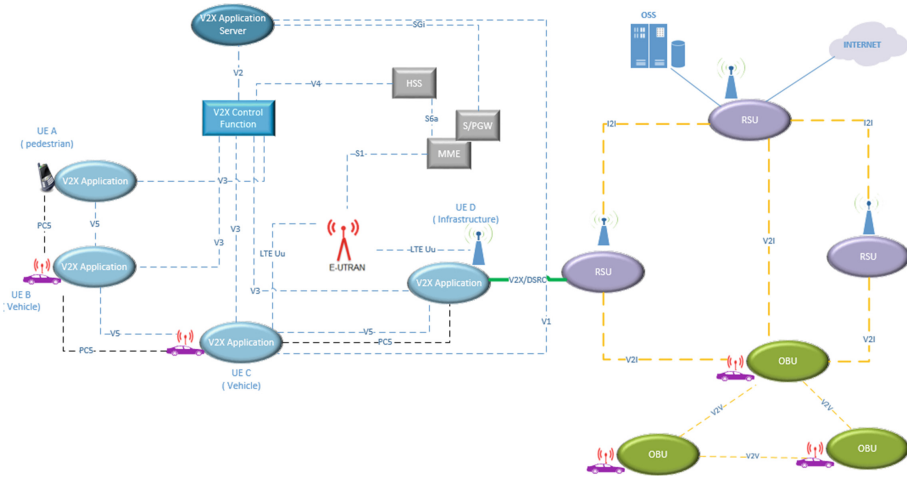 V2X Application
Server
SGi
OSS
INTERNET
V2
V4
HSS
V2X Control
Function
S6a
S/PGW
RSU
I2I
I2I
UE A
( pedestrian)
MME
S1
V2X Application
V3
PC5
V5
UE D
( Infrastructure)
V3
V3
V2I
LTE Uu
E-UTRAN
LTE Uu
V2X Application
RSU
RSU
UE B
Vehicle)
V2X Application
V2X/DSRC
V3
V1
V5
V5
PC5
V2X Application
PC5
UE C
( Vehicle)
V2I
V2I
OBU
V2V
V2V
OBU
V2V
OBU